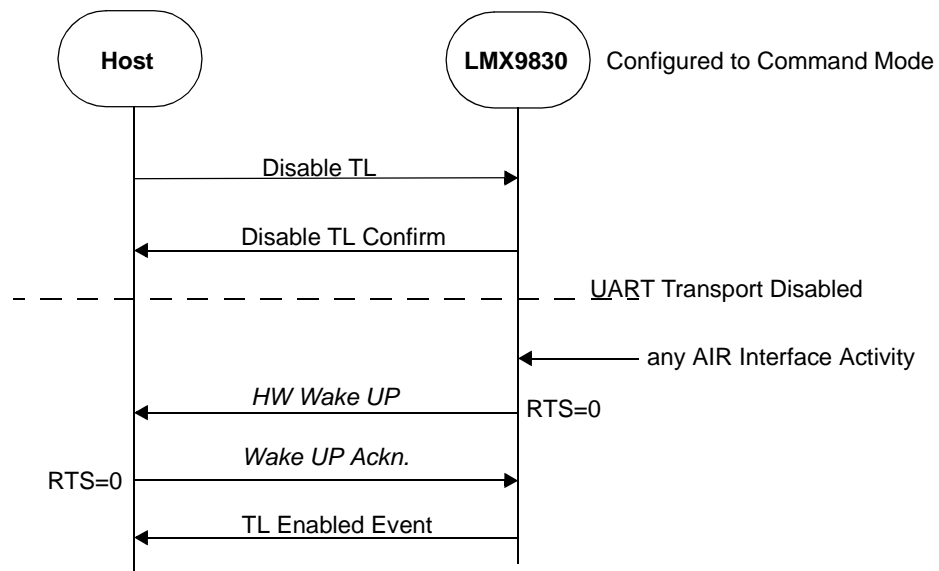 Host
LMX9830
Configured to Command Mode
Disable TL
Disable TL Confirm
UART Transport Disabled
any AIR Interface Activity
HW Wake UP
RTS=0
Wake UP Ackn.
RTS=0
TL Enabled Event